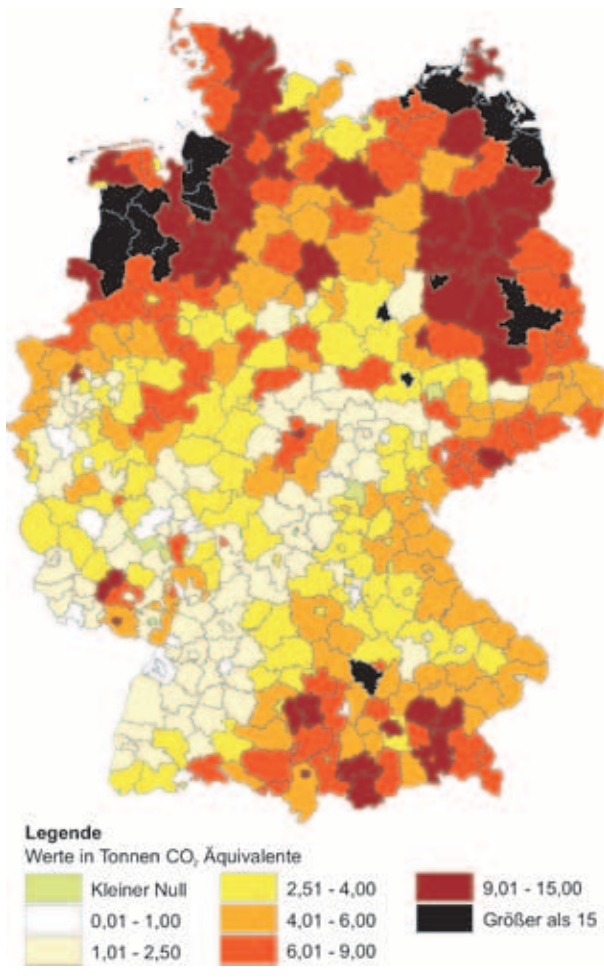 Legende
Werte in Tonnen CO₂ Äquivalente
Kleiner Null
0,01 - 1,00
1,01 - 2,50
2,51 - 4,00
4,01 - 6,00
6,01 - 9,00
9,01 - 15,00
Größer als 15